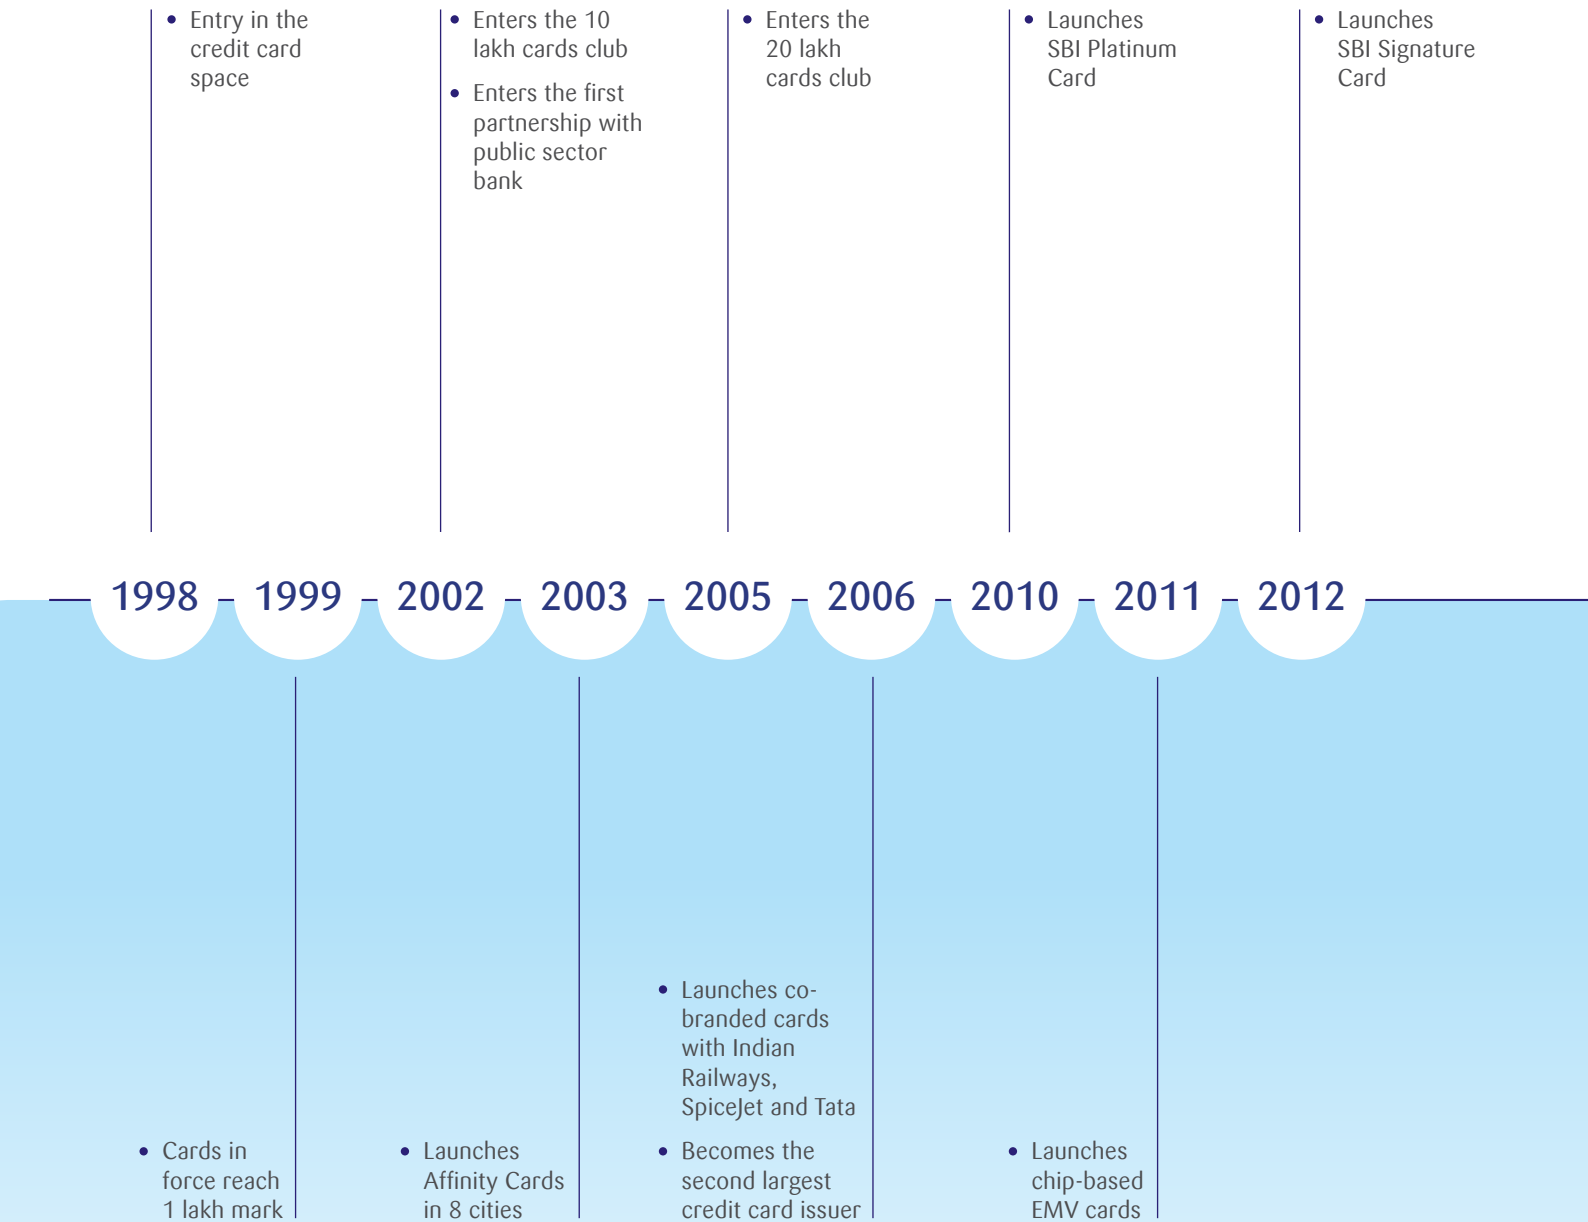 Entry in the
credit card
space
Enters the 10
lakh cards club
Enters the first
partnership with
public sector
bank
Enters the
20 lakh
cards club
Launches
SBI Platinum
Card
Launches
SBI Signature
Card
1998
1999
2002
2003
2005
2006
2010
2011
2012
Cards in
force reach
1 lakh mark
Launches
Affinity Cards
in 8 cities
Launches co-
branded cards
with Indian
Railways,
SpiceJet and Tata
Becomes the
second largest
credit card issuer
Launches
chip-based
EMV cards